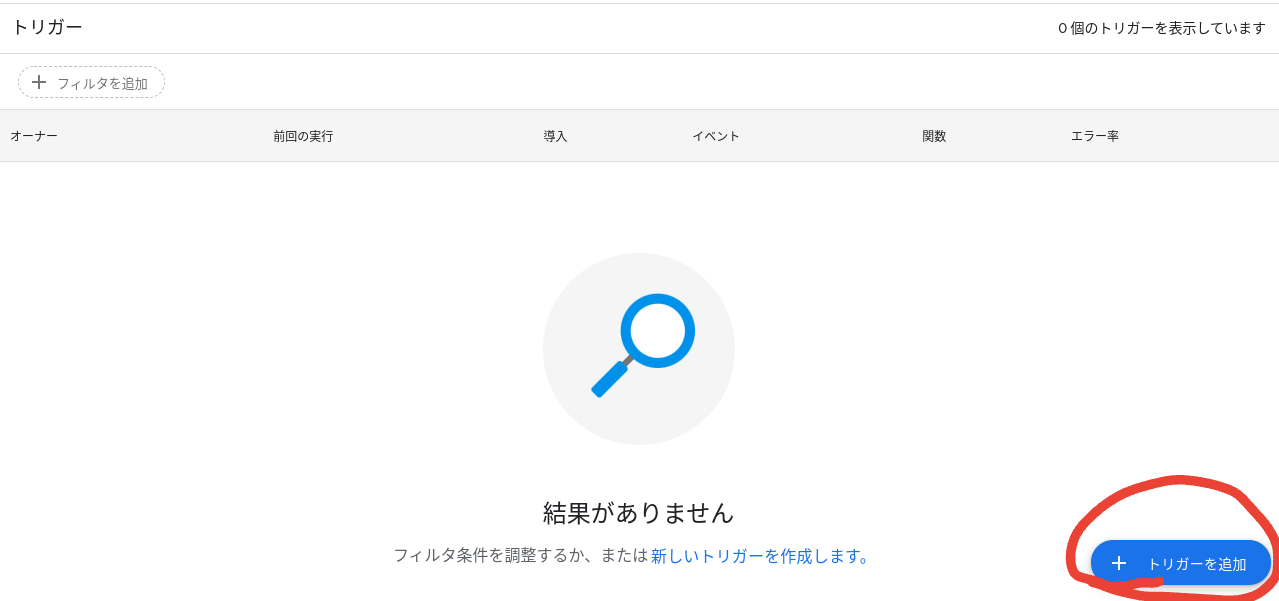 トリガー
0 個のトリガーを表示しています
フィルタを追加
オーナー 前回の実行 導入 イベント 関数 エラー率
結果がありません
フィルタ条件を調整するか、または 新しいトリガーを作成します。
トリガーを追加